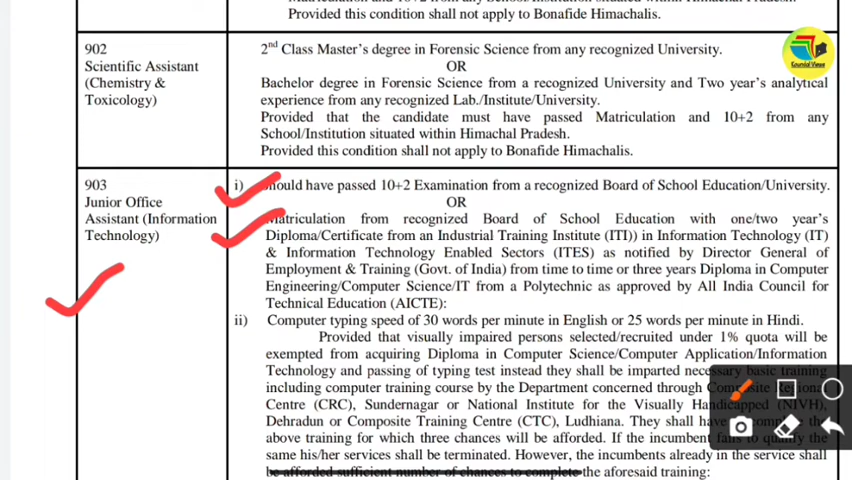 Provided this condition shall not apply to Bonafide Himachalis.
902
Scientific Assistant
(Chemistry &
Toxicology)
2nd Class Master's degree in Forensic Science from any recognized University.
OR
Bachelor degree in Forensic Science from a recognized University and Two year's analytical
experience from any recognized Lab./Institute/University.
Provided that the candidate must have passed Matriculation and 10+2 from any
School/Institution situated within Himachal Pradesh.
Provided this condition shall not apply to Bonafide Himachalis.
Counsial Views
903
Junior Office
Assistant (Information
Technology)
i) Should have passed 10+2 Examination from a recognized Board of School Education/University.
OR
Matriculation from recognized Board of School Education with one/two year's
Diploma/Certificate from an Industrial Training Institute (ITI)) in Information Technology (IT)
& Information Technology Enabled Sectors (ITES) as notified by Director General of
Employment & Training (Govt. of India) from time to time or three years Diploma in Computer
Engineering/Computer Science/IT from a Polytechnic as approved by All India Council for
Technical Education (AICTE):
ii) Computer typing speed of 30 words per minute in English or 25 words per minute in Hindi.
Provided that visually impaired persons selected/recruited under 1% quota will be
exempted from acquiring Diploma in Computer Science/Computer Application/Information
Technology and passing of typing test instead they shall be imparted necessary basic training
including computer training course by the Department concerned through Composite Regional
Centre (CRC), Sundernagar or National Institute for the Visually Handicapped (NIVH),
Dehradun or Composite Training Centre (CTC), Ludhiana. They shall have
above training for which three chances will be afforded. If the incumbent fails to qualify the
same his/her services shall be terminated. However, the incumbents already in the service shall
be afforded sufficient number of chances to complete the aforesaid training: